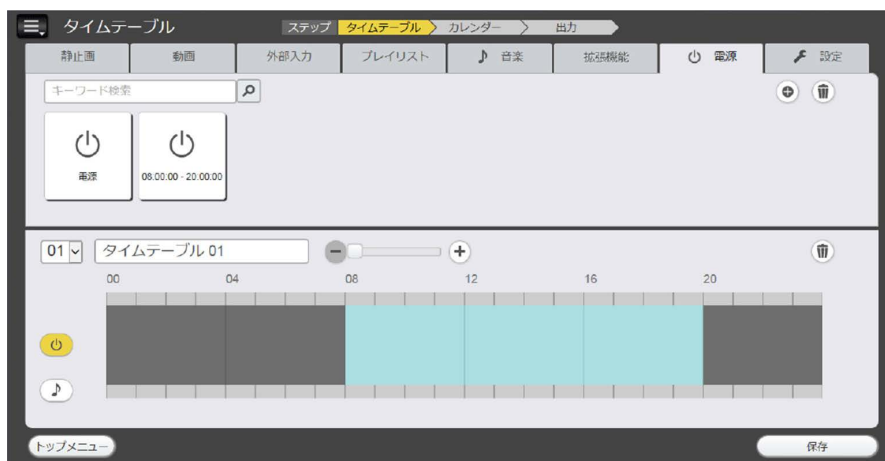 タイムテーブル
ステップ タイムテーブル カレンダー 出力
静止画 動画 外部入力 プレイリスト 音楽 拡張機能 電源 設定
キーワード検索
電源 08:00:00 - 20:00:00
01 タイムテーブル 01
00 04 08 12 16 20
トップメニュー 保存